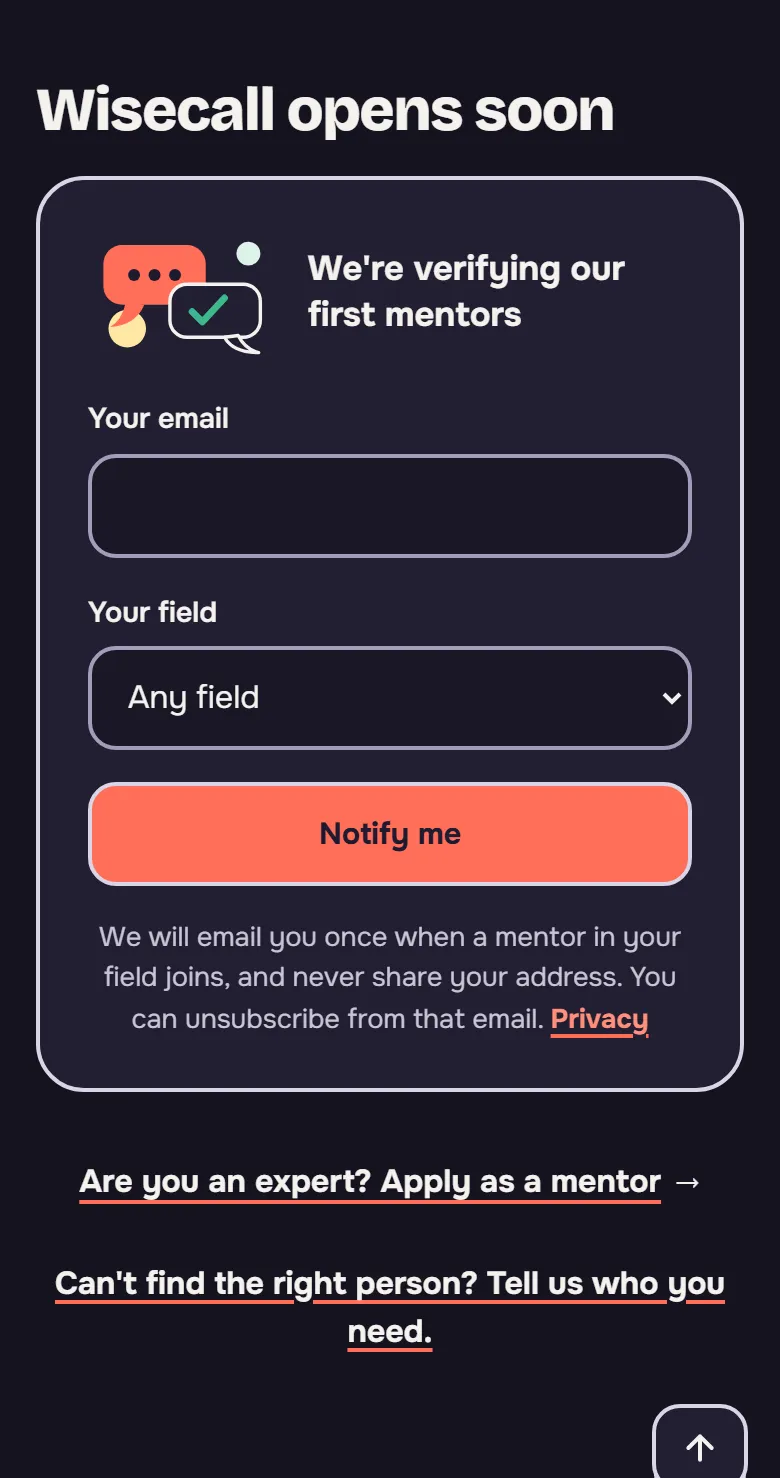 Wisecall opens soon
We're verifying our
first mentors
Your email
Your field
Any field
Notify me
We will email you once when a mentor in your
field joins, and never share your address. You
can unsubscribe from that email. Privacy
Are you an expert? Apply as a mentor →
Can't find the right person? Tell us who you
need.